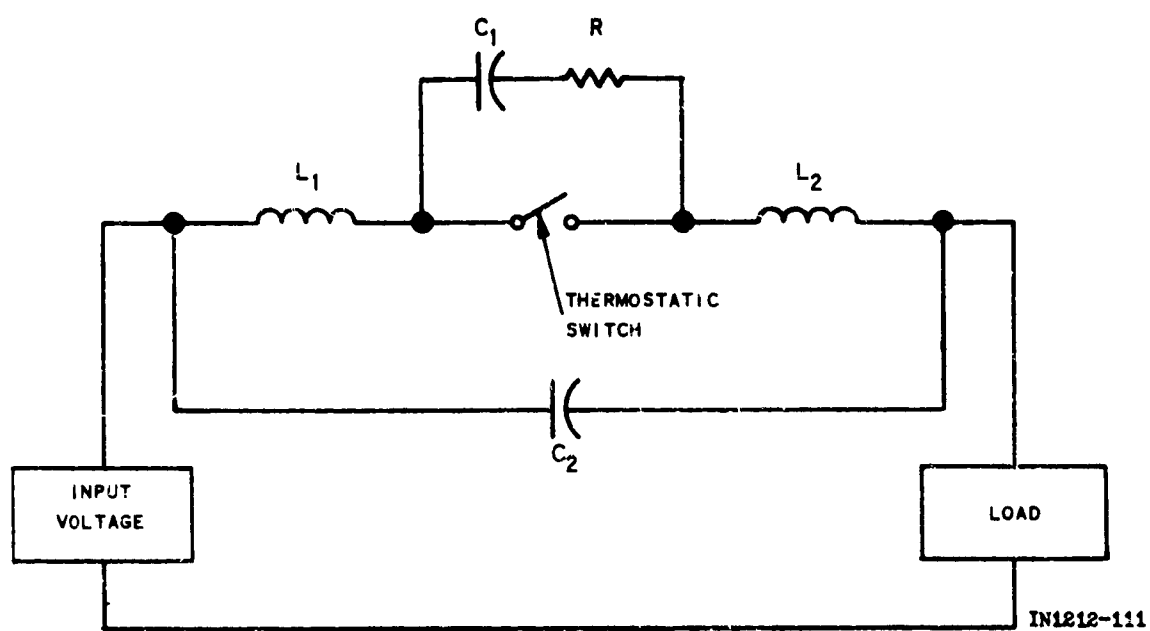 C1 R
L1
L2
THERMOSTATIC
SWITCH
C2
INPUT
VOLTAGE
LOAD
IN1212-111